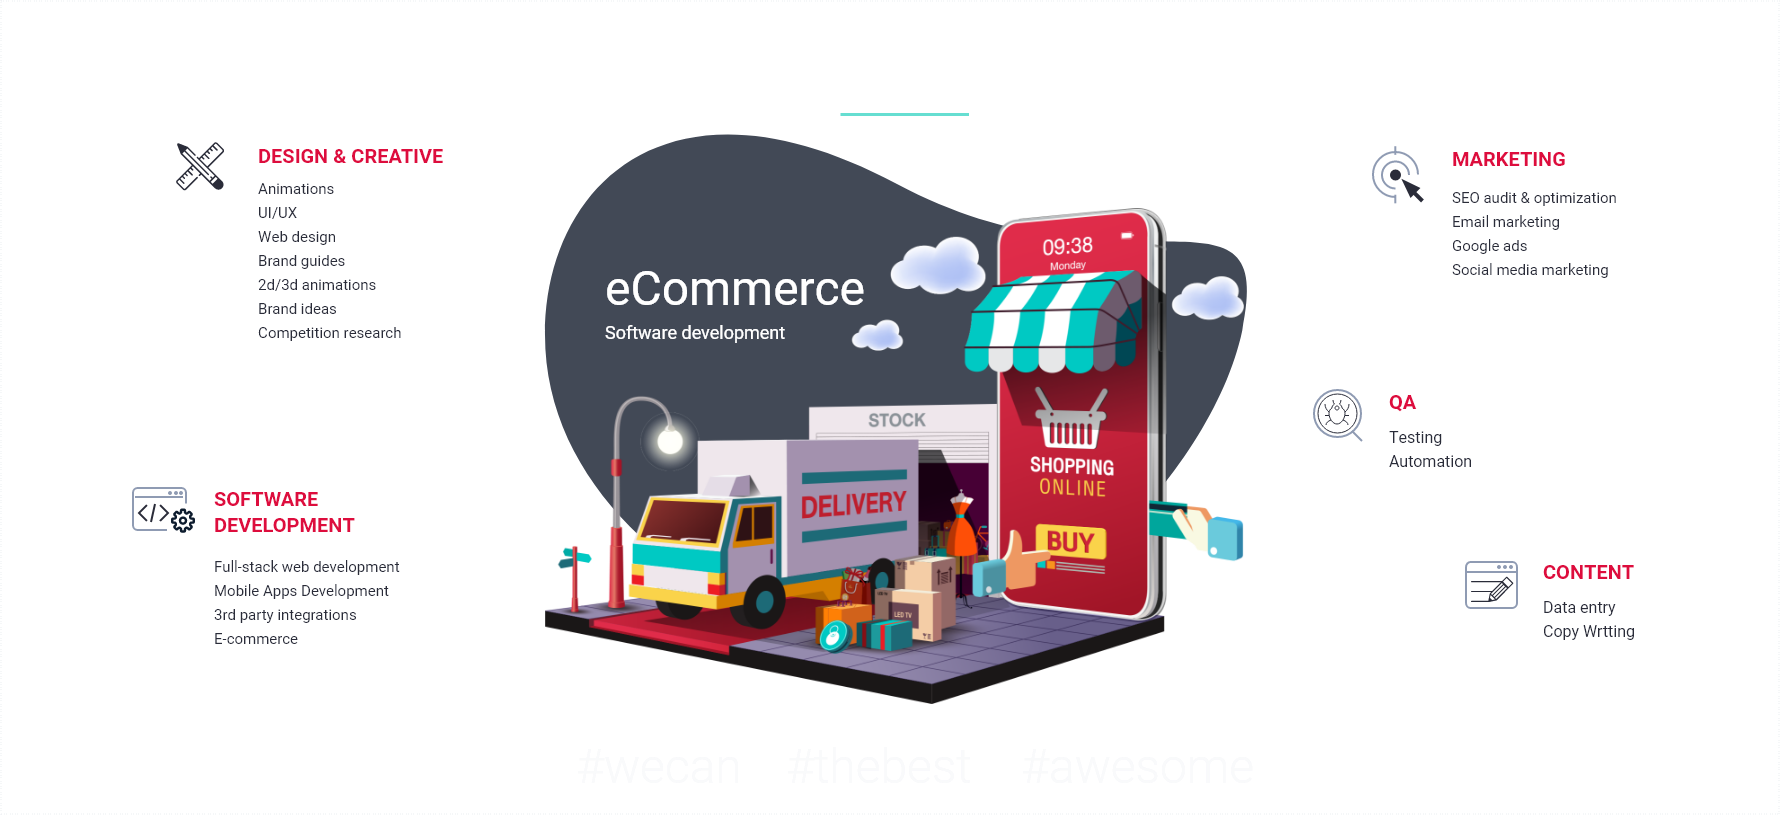 DESIGN & CREATIVE
Animations
UI/UX
Web design
Brand guides
2d/3d animations
Brand ideas
Competition research
SOFTWARE
DEVELOPMENT
Full-stack web development
Mobile Apps Development
3rd party integrations
E-commerce
eCommerce
Software development
STOCK
DELIVERY
LED TV
09:38
Monday
SHOPPING
ONLINE
BUY
MARKETING
SEO audit & optimization
Email marketing
Google ads
Social media marketing
QA
Testing
Automation
CONTENT
Data entry
Copy Wrtting
#wecan #thebest #awesome